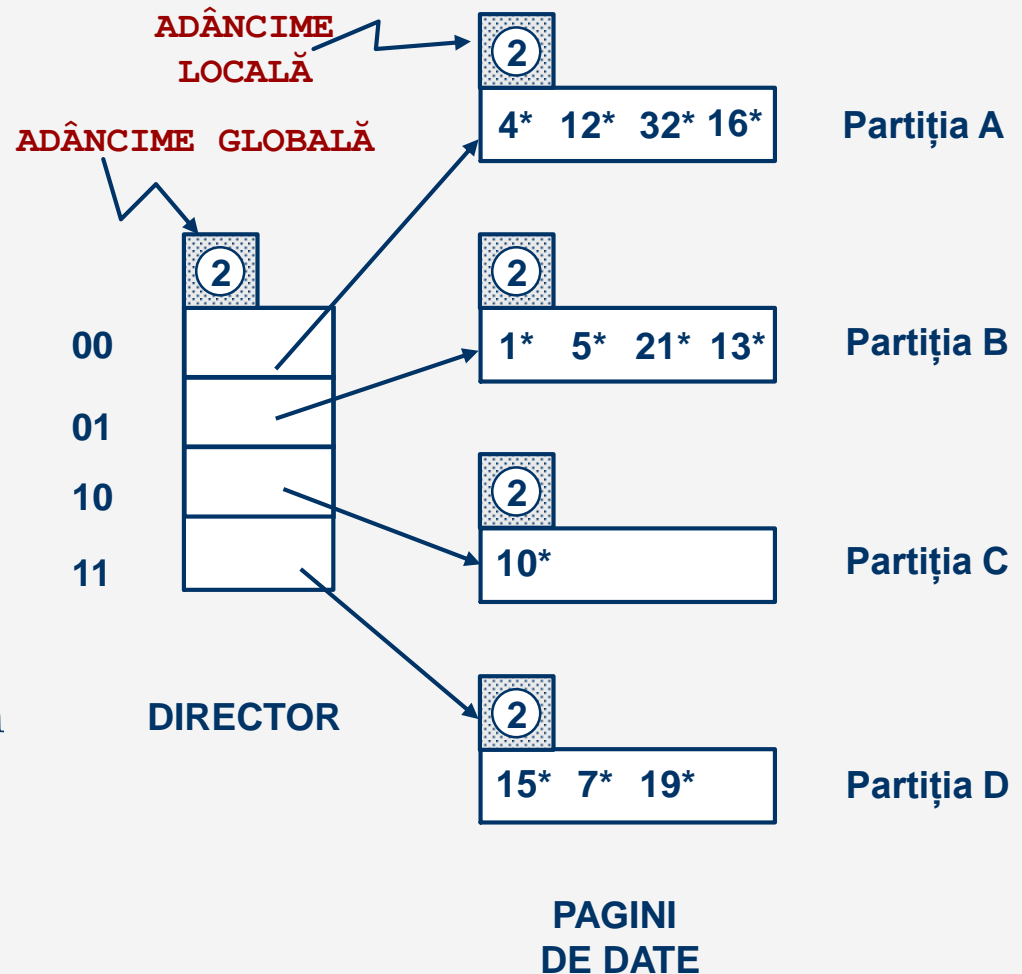 ADÂNCIME
LOCALĂ
2
4* 12* 32* 16*
Partiția A
ADÂNCIME GLOBALĂ
2
2
00
1* 5* 21* 13*
Partiția B
01
2
10
10*
Partiția C
11
2
DIRECTOR
15* 7* 19*
Partiția D
PAGINI
DE DATE